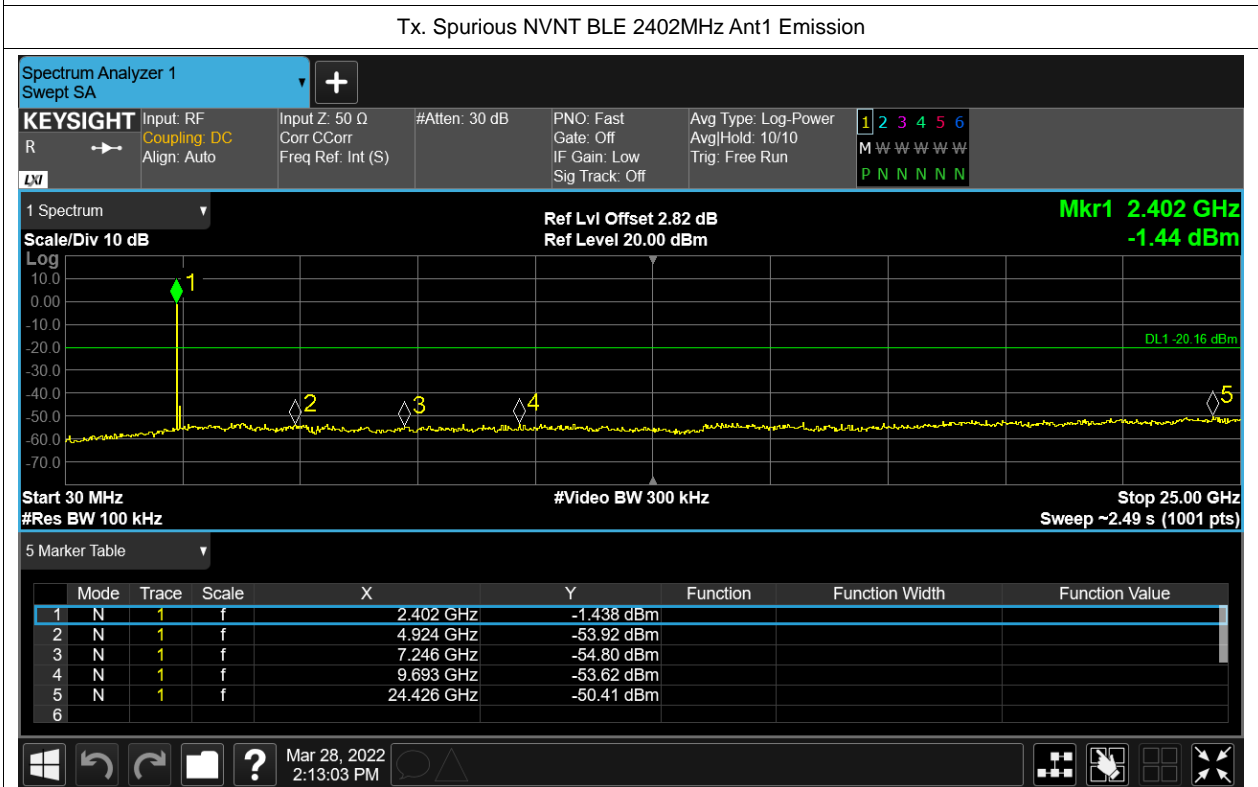 Tx. Spurious NVNT BLE 2402MHz Ant1 Emission
Spectrum Analyzer 1
Swept SA
KEYSIGHT
R
LXI
Input: RF
Coupling: DC
Align: Auto
Input Z: 50 Ω
Corr CCorr
Freq Ref: Int (S)
#Atten: 30 dB
PNO: Fast
Gate: Off
IF Gain: Low
Sig Track: Off
Avg Type: Log-Power
Avg|Hold: 10/10
Trig: Free Run
1 2 3 4 5 6
M W W W W W
P N N N N N
1 Spectrum
Scale/Div 10 dB
Ref Lvl Offset 2.82 dB
Ref Level 20.00 dBm
Mkr1 2.402 GHz
-1.44 dBm
Log
10.0
0.00
-10.0
-20.0
-30.0
-40.0
-50.0
-60.0
-70.0
1
2
3
4
5
DL1 -20.16 dBm
Start 30 MHz
#Res BW 100 kHz
#Video BW 300 kHz
Stop 25.00 GHz
Sweep ~2.49 s (1001 pts)
5 Marker Table
Mode Trace Scale X Y Function Function Width Function Value
1 N 1 f 2.402 GHz -1.438 dBm
2 N 1 f 4.924 GHz -53.92 dBm
3 N 1 f 7.246 GHz -54.80 dBm
4 N 1 f 9.693 GHz -53.62 dBm
5 N 1 f 24.426 GHz -50.41 dBm
6
?
Mar 28, 2022
2:13:03 PM